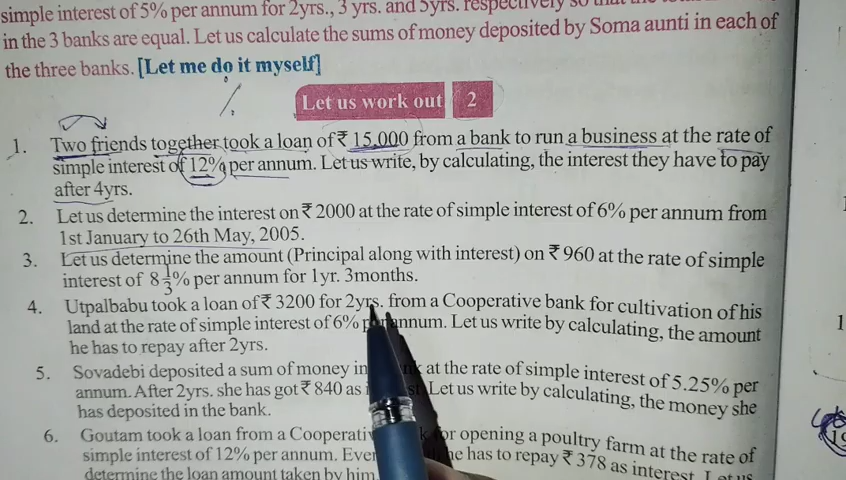 simple interest of 5% per annum for 2yrs., 3 yrs. and 5yrs. respectively so that the
in the 3 banks are equal. Let us calculate the sums of money deposited by Soma aunti in each of
the three banks. [Let me do it myself]
Let us work out 2
1. Two friends together took a loan of ₹ 15,000 from a bank to run a business at the rate of
simple interest of 12% per annum. Let us write, by calculating, the interest they have to pay
after 4yrs.
2. Let us determine the interest on ₹ 2000 at the rate of simple interest of 6% per annum from
1st January to 26th May, 2005.
3. Let us determine the amount (Principal along with interest) on ₹ 960 at the rate of simple
interest of 8 1/3% per annum for 1yr. 3months.
4. Utpalbabu took a loan of ₹ 3200 for 2yrs. from a Cooperative bank for cultivation of his
land at the rate of simple interest of 6% per annum. Let us write by calculating, the amount
he has to repay after 2yrs.
5. Sovadebi deposited a sum of money in at the rate of simple interest of 5.25% per
annum. After 2yrs. she has got ₹ 840 as Let us write by calculating, the money she
has deposited in the bank.
6. Goutam took a loan from a for opening a poultry farm at the rate of
simple interest of 12% per annum. he has to repay ₹ 378 as interest. Let us
determine the loan amount taken by him.